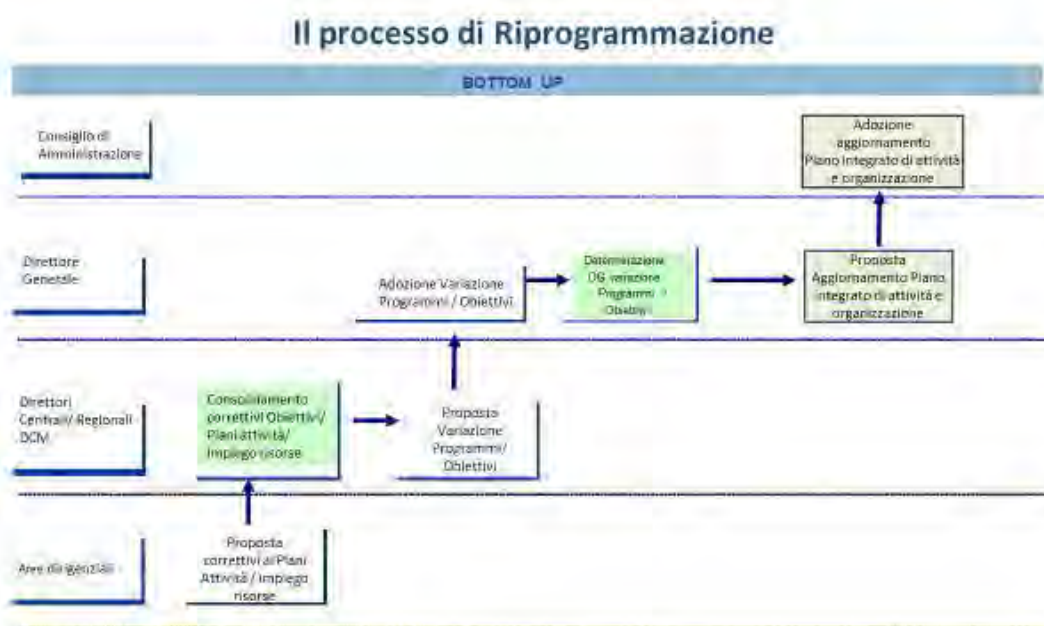 Il processo di Riprogrammazione
BOTTOM UP
Consiglio di
Amministrazione
Adozione
aggiornamento
Piano integrato di attività
e organizzazione
Direttore
Generale
Adozione Variazione
Programmi / Obiettivi
Determinazione
DG variazione
Programmi /
Obiettivi
Proposta
Aggiornamento Piano
integrato di attività e
organizzazione
Direttori
Centrali/ Regionali
DCM
Consolidamento
correttivi Obiettivi/
Piani attività/
Impiego risorse
Proposta
Variazione
Programmi/
Obiettivi
Aree dirigenziali
Proposta
correttivi ai Piani
Attività / Impiego
risorse